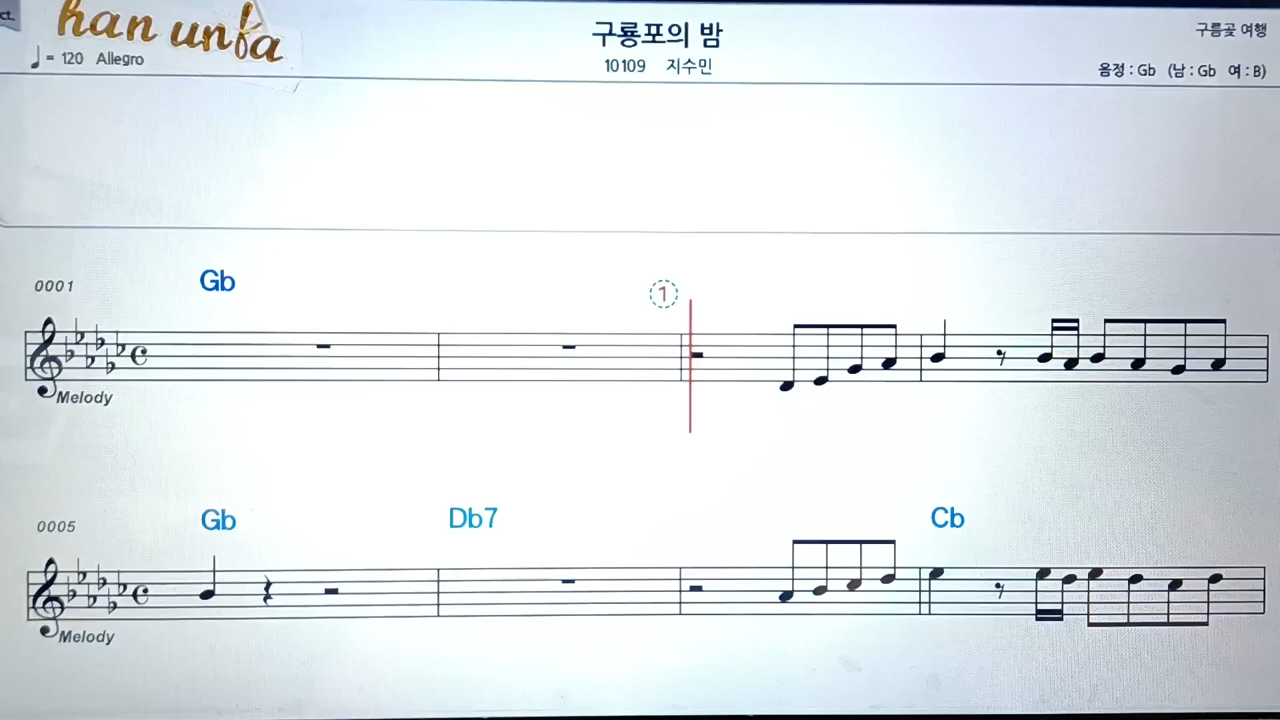 ct
han unfa
♩ = 120 Allegro
구룡포의 밤
10109 지수민
구름곶 여행
음정 : Gb (남 : Gb 여 : B)
0001
Gb
1
Melody
0005
Gb Db7 Cb
Melody